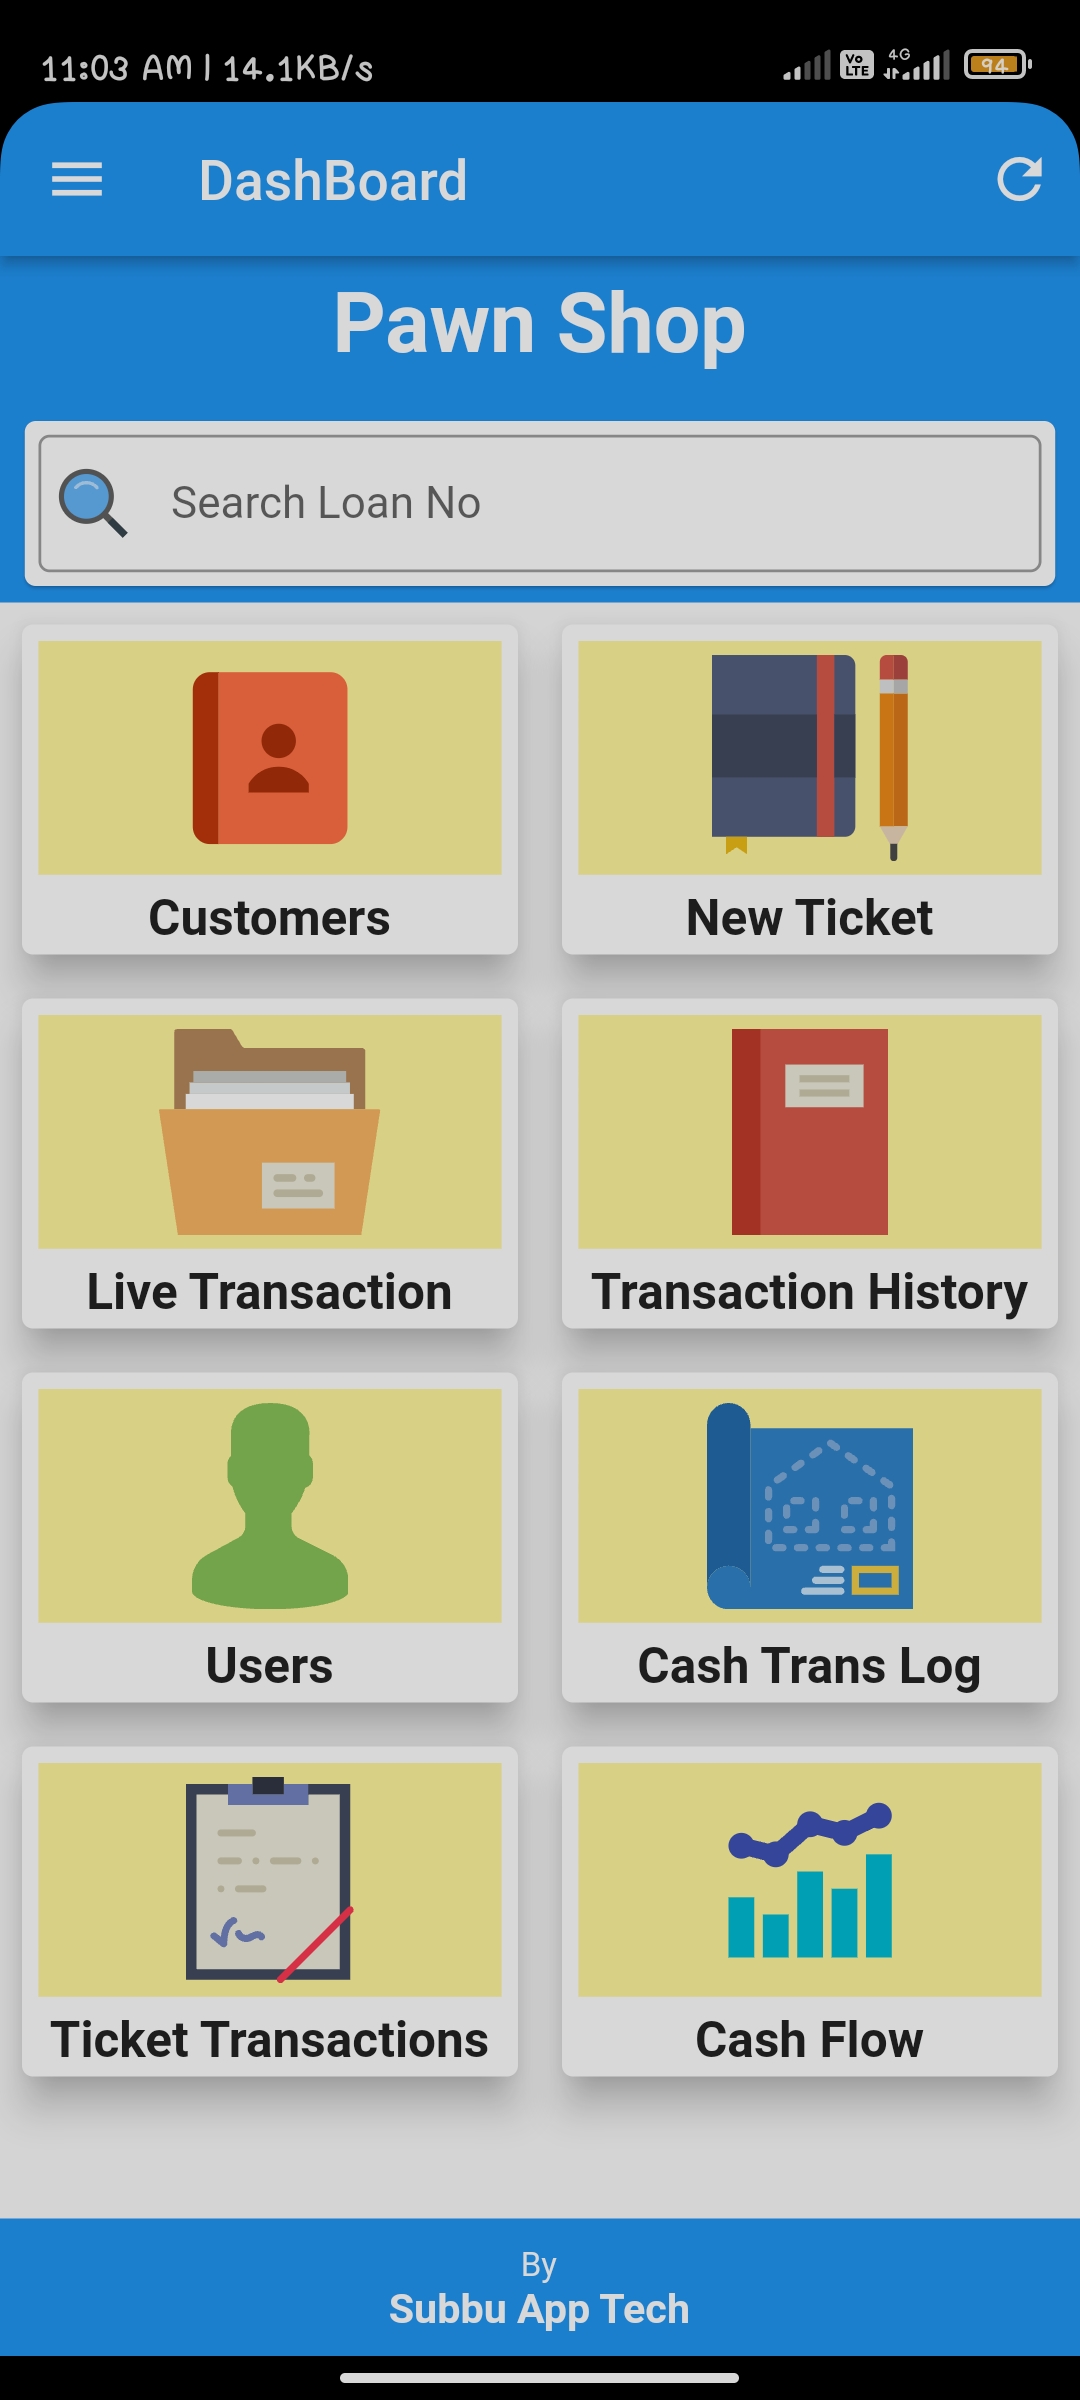 11:03 AM | 14.1KB/s
Vo LTE 4G 94
DashBoard
Pawn Shop
Search Loan No
Customers
New Ticket
Live Transaction
Transaction History
Users
Cash Trans Log
Ticket Transactions
Cash Flow
By
Subbu App Tech